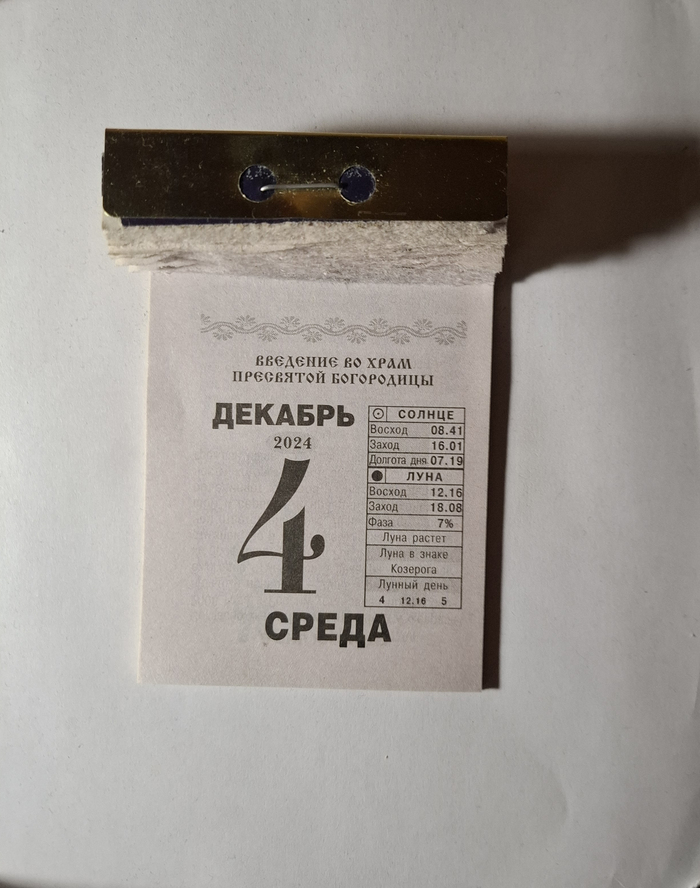 ВВЕДЕНИЕ ВО ХРАМ
ПРЕСВЯТОЙ БОГОРОДИЦЫ
ДЕКАБРЬ
2024
4
СРЕДА
СОЛНЦЕ
Восход 08.41
Заход 16.01
Долгота дня 07.19
ЛУНА
Восход 12.16
Заход 18.08
Фаза 7%
Луна растет
Луна в знаке
Козерога
Лунный день
4 12.16 5